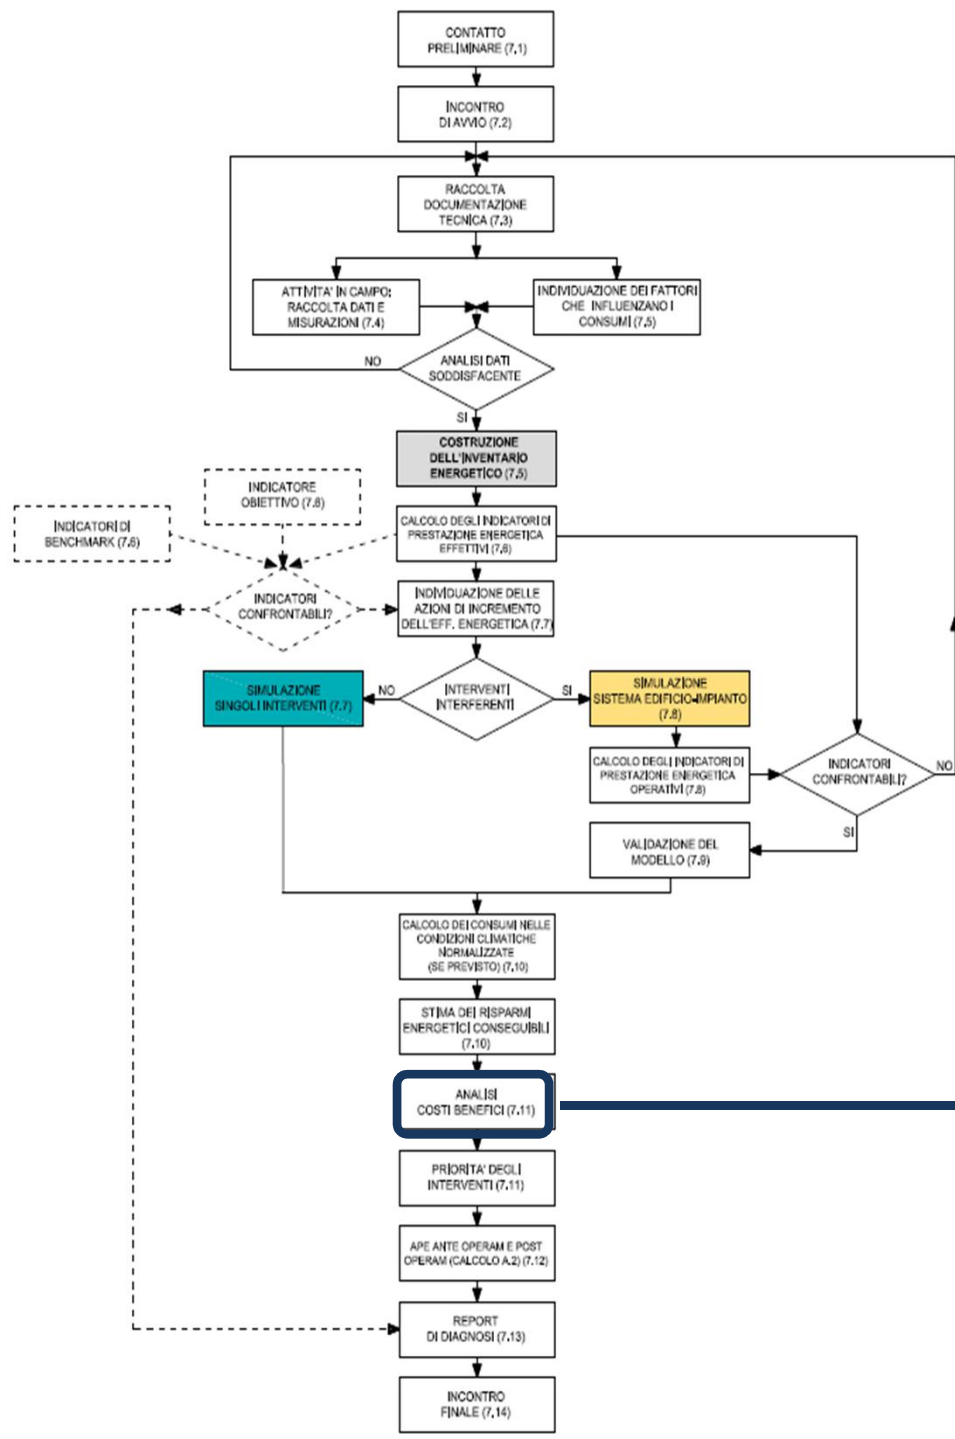 CONTATTO
PRELIMINARE (7.1)
INCONTRO
DI AVVIO (7.2)
RACCOLTA
DOCUMENTAZIONE
TECNICA (7.3)
ATTIVITA' IN CAMPO:
RACCOLTA DATI E
MISURAZIONI (7.4)
INDIVIDUAZIONE DEI FATTORI
CHE INFLUENZANO I
CONSUMI (7.5)
NO
ANALISI DATI
SODDISFACENTE
SI
COSTRUZIONE
DELL'INVENTARIO
ENERGETICO (7.5)
INDICATORE
OBIETTIVO (7.6)
INDICATORI DI
BENCHMARK (7.6)
CALCOLO DEGLI INDICATORI DI
PRESTAZIONE ENERGETICA
EFFETTIVI (7.6)
INDICATORI
CONFRONTABILI?
INDIVIDUAZIONE DELLE
AZIONI DI INCREMENTO
DELL'EFF. ENERGETICA (7.7)
SIMULAZIONE
SINGOLI INTERVENTI (7.7)
NO
INTERVENTI
INTERFERENTI
SI
SIMULAZIONE
SISTEMA EDIFICIO-IMPIANTO
(7.8)
CALCOLO DEGLI INDICATORI DI
PRESTAZIONE ENERGETICA
OPERATIVI (7.8)
INDICATORI
CONFRONTABILI?
NO
SI
VALIDAZIONE DEL
MODELLO (7.9)
CALCOLO DEI CONSUMI NELLE
CONDIZIONI CLIMATICHE
NORMALIZZATE
(SE PREVISTO) (7.10)
STIMA DEI RISPARMI
ENERGETICI CONSEGUIBILI
(7.10)
ANALISI
COSTI BENEFICI (7.11)
PRIORITA' DEGLI
INTERVENTI (7.11)
APE ANTE OPERAM E POST
OPERAM (CALCOLO A.2) (7.12)
REPORT
DI DIAGNOSI (7.13)
INCONTRO
FINALE (7.14)